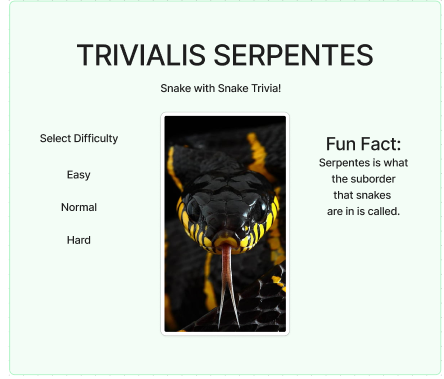 TRIVIALIS SERPENTES
Snake with Snake Trivia!
Select Difficulty
Easy
Normal
Hard
Fun Fact:
Serpentes is what
the suborder
that snakes
are in is called.